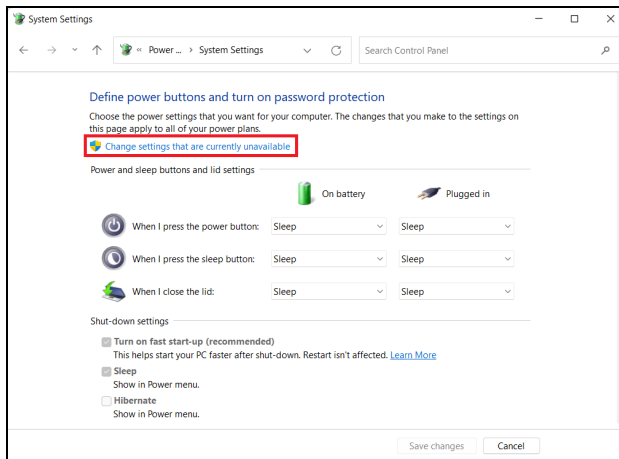 System Settings
« Power ... › System Settings
Search Control Panel
Define power buttons and turn on password protection
Choose the power settings that you want for your computer. The changes that you make to the settings on
this page apply to all of your power plans.
Change settings that are currently unavailable
Power and sleep buttons and lid settings
On battery Plugged in
When I press the power button: Sleep Sleep
When I press the sleep button: Sleep Sleep
When I close the lid: Sleep Sleep
Shut-down settings
Turn on fast start-up (recommended)
This helps start your PC faster after shut-down. Restart isn't affected. Learn More
Sleep
Show in Power menu.
Hibernate
Show in Power menu.
Save changes Cancel